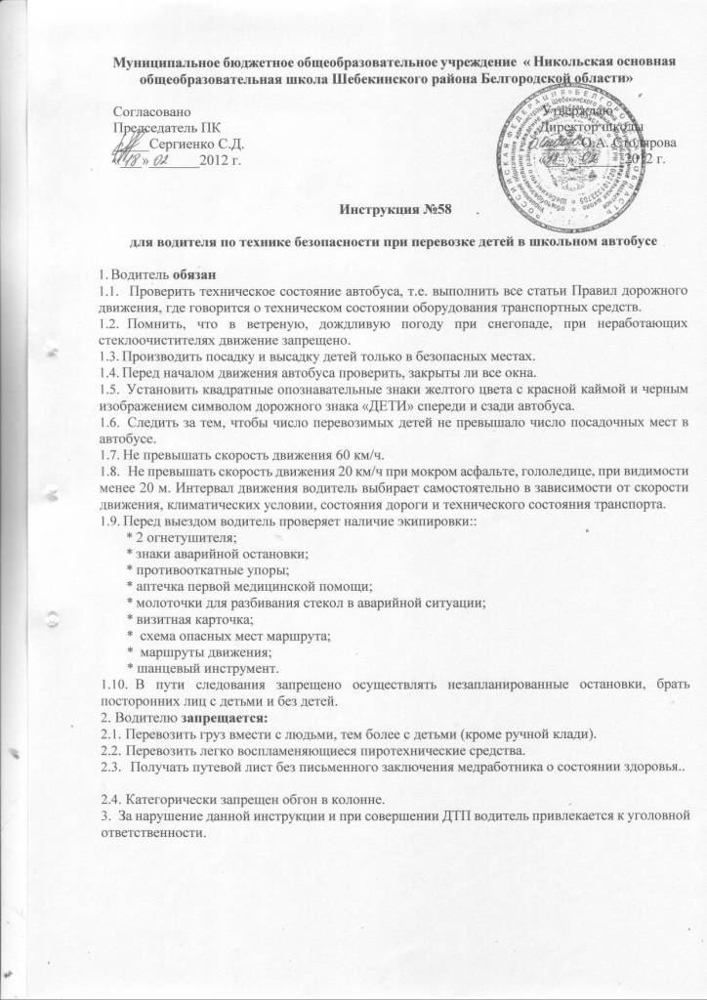 Муниципальное бюджетное общеобразовательное учреждение « Никольская основная
общеобразовательная школа Шебекинского района Белгородской области»
Согласовано Утверждаю
Председатель ПК Директор школы
Сергиенко С.Д. О.А. Столярова
«18» 02 2012 г. «18» 02 2012 г.
Инструкция №58
для водителя по технике безопасности при перевозке детей в школьном автобусе
1. Водитель обязан
1.1. Проверить техническое состояние автобуса, т.е. выполнить все статьи Правил дорожного
движения, где говорится о техническом состоянии оборудования транспортных средств.
1.2. Помнить, что в ветреную, дождливую погоду при снегопаде, при неработающих
стеклоочистителях движение запрещено.
1.3. Производить посадку и высадку детей только в безопасных местах.
1.4. Перед началом движения автобуса проверить, закрыты ли все окна.
1.5. Установить квадратные опознавательные знаки желтого цвета с красной каймой и черным
изображением символом дорожного знака «ДЕТИ» спереди и сзади автобуса.
1.6. Следить за тем, чтобы число перевозимых детей не превышало число посадочных мест в
автобусе.
1.7. Не превышать скорость движения 60 км/ч.
1.8. Не превышать скорость движения 20 км/ч при мокром асфальте, гололедице, при видимости
менее 20 м. Интервал движения водитель выбирает самостоятельно в зависимости от скорости
движения, климатических условии, состояния дороги и технического состояния транспорта.
1.9. Перед выездом водитель проверяет наличие экипировки::
* 2 огнетушителя;
* знаки аварийной остановки;
* противооткатные упоры;
* аптечка первой медицинской помощи;
* молоточки для разбивания стекол в аварийной ситуации;
* визитная карточка;
* схема опасных мест маршрута;
* маршруты движения;
* шанцевый инструмент.
1.10. В пути следования запрещено осуществлять незапланированные остановки, брать
посторонних лиц с детьми и без детей.
2. Водителю запрещается:
2.1. Перевозить груз вмести с людьми, тем более с детьми (кроме ручной клади).
2.2. Перевозить легко воспламеняющиеся пиротехнические средства.
2.3. Получать путевой лист без письменного заключения медработника о состоянии здоровья..
2.4. Категорически запрещен обгон в колонне.
3. За нарушение данной инструкции и при совершении ДТП водитель привлекается к уголовной
ответственности.
РОССИЙСКАЯ ФЕДЕРАЦИЯ БЕЛГОРОДСКАЯ ОБЛАСТЬ